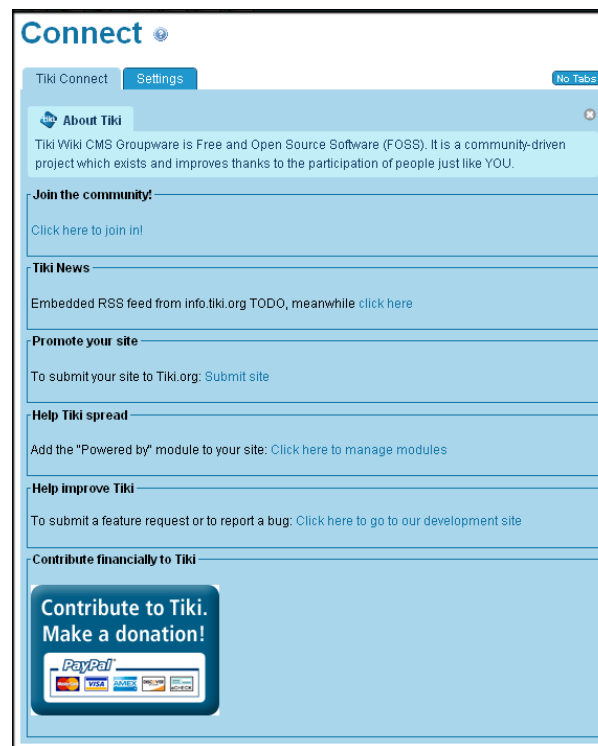 Connect
Tiki Connect
Settings
No Tabs
About Tiki
Tiki Wiki CMS Groupware is Free and Open Source Software (FOSS). It is a community-driven
project which exists and improves thanks to the participation of people just like YOU.
Join the community!
Click here to join in!
Tiki News
Embedded RSS feed from info.tiki.org TODO, meanwhile click here
Promote your site
To submit your site to Tiki.org: Submit site
Help Tiki spread
Add the "Powered by" module to your site: Click here to manage modules
Help improve Tiki
To submit a feature request or to report a bug: Click here to go to our development site
Contribute financially to Tiki
Contribute to Tiki.
Make a donation!
PayPal
VISA
AMEX
DISCOVER
eCHECK